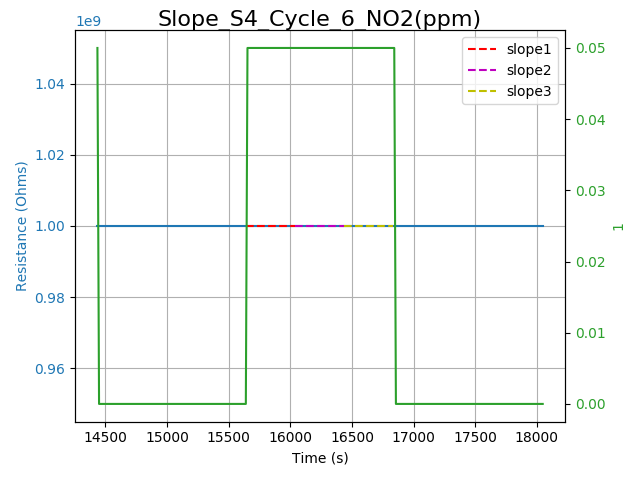 Slope_S4_Cycle_6_NO2(ppm)
1e9
1.04
1.02
1.00
0.98
0.96
Resistance (Ohms)
slope1
slope2
slope3
0.05
0.04
0.03
0.02
0.01
0.00
1
14500 15000 15500 16000 16500 17000 17500 18000
Time (s)